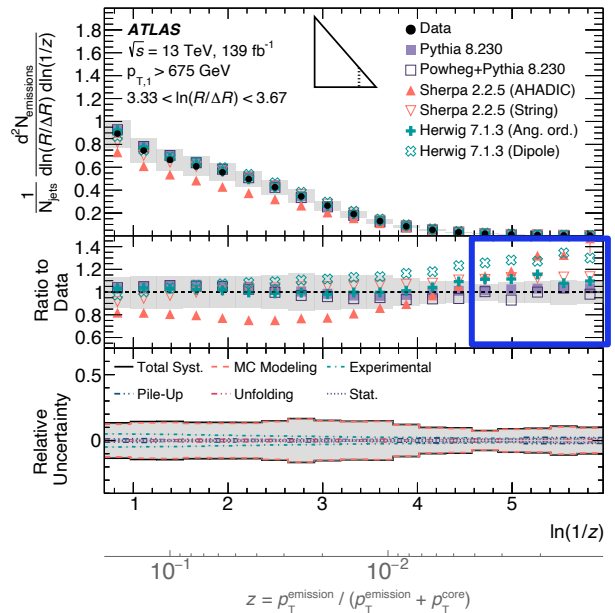 ATLAS
√s = 13 TeV, 139 fb⁻¹
p_T,1 > 675 GeV
3.33 < ln(R/ΔR) < 3.67
Data
Pythia 8.230
Powheg+Pythia 8.230
Sherpa 2.2.5 (AHADIC)
Sherpa 2.2.5 (String)
Herwig 7.1.3 (Ang. ord.)
Herwig 7.1.3 (Dipole)
1 / N_jets d²N_emissions / dln(R/ΔR) dln(1/z)
1.8
1.6
1.4
1.2
1
0.8
0.6
0.4
0.2
Ratio to
Data
1.4
1.2
1.0
0.8
0.6
Total Syst. MC Modeling Experimental
Pile-Up Unfolding Stat.
Relative
Uncertainty
0.5
0
1 2 3 4 5
ln(1/z)
10⁻¹ 10⁻²
z = p_T^emission / (p_T^emission + p_T^core)